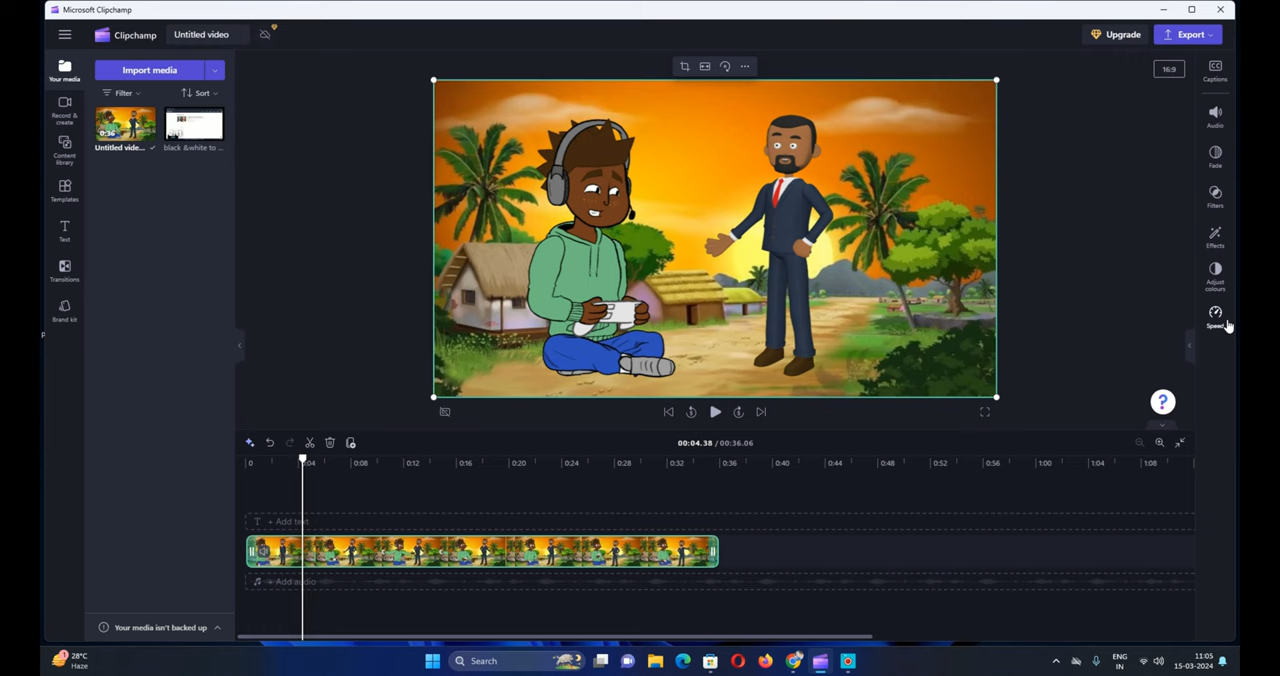 Microsoft Clipchamp
Clipchamp
Untitled video
Upgrade
Export
Your media
Import media
16:9
Captions
Filter
Sort
Record & create
0:36
Untitled vide...
black &white to ...
Audio
Content library
Fade
Templates
Filters
Text
Effects
Transitions
Adjust colours
Brand kit
Speed
?
00:04.38 / 00:36.06
0
0:04
0:08
0:12
0:16
0:20
0:24
0:28
0:32
0:36
0:40
0:44
0:48
0:52
0:56
1:00
1:04
1:08
T + Add text
+ Add audio
Your media isn't backed up
28°C
Haze
Search
ENG
IN
11:05
15-03-2024